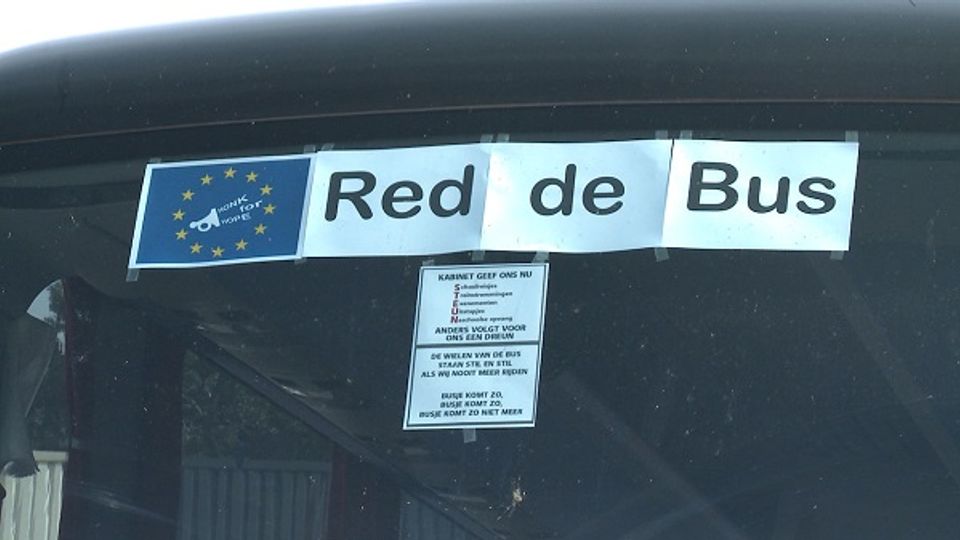 HONK
for
HOPE
Red de Bus
KABINET GEEF ONS NU
Schoolreisjes
Treinstremmingen
Evenementen
Uitstapjes
Naschoolse opvang
ANDERS VOLGT VOOR
ONS EEN DREUN
DE WIELEN VAN DE BUS
STAAN STIL EN STIL
ALS WIJ NOOIT MEER RIJDEN
BUSJE KOMT ZO,
BUSJE KOMT ZO,
BUSJE KOMT ZO NIET MEER